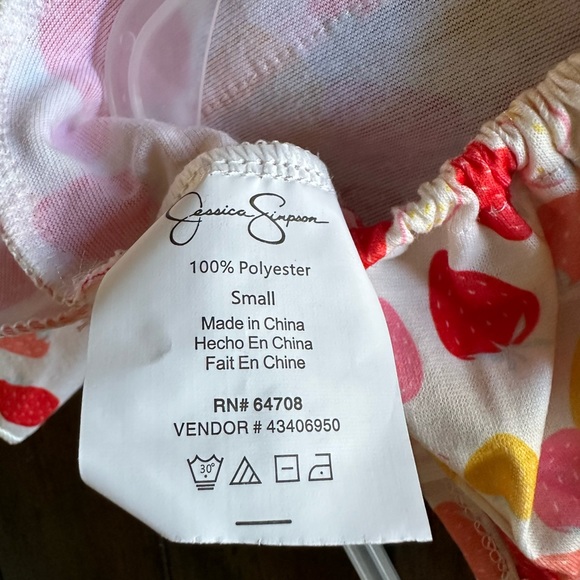 Jessica Simpson
100% Polyester
Small
Made in China
Hecho En China
Fait En Chine
RN# 64708
VENDOR # 43406950
30°